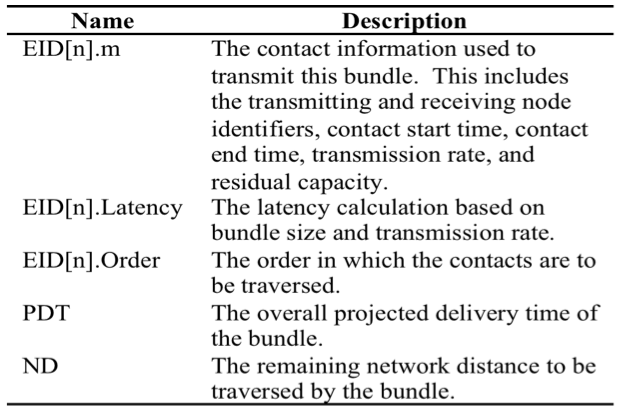 Name Description
EID[n].m The contact information used to
transmit this bundle. This includes
the transmitting and receiving node
identifiers, contact start time, contact
end time, transmission rate, and
residual capacity.
EID[n].Latency The latency calculation based on
bundle size and transmission rate.
EID[n].Order The order in which the contacts are to
be traversed.
PDT The overall projected delivery time of
the bundle.
ND The remaining network distance to be
traversed by the bundle.